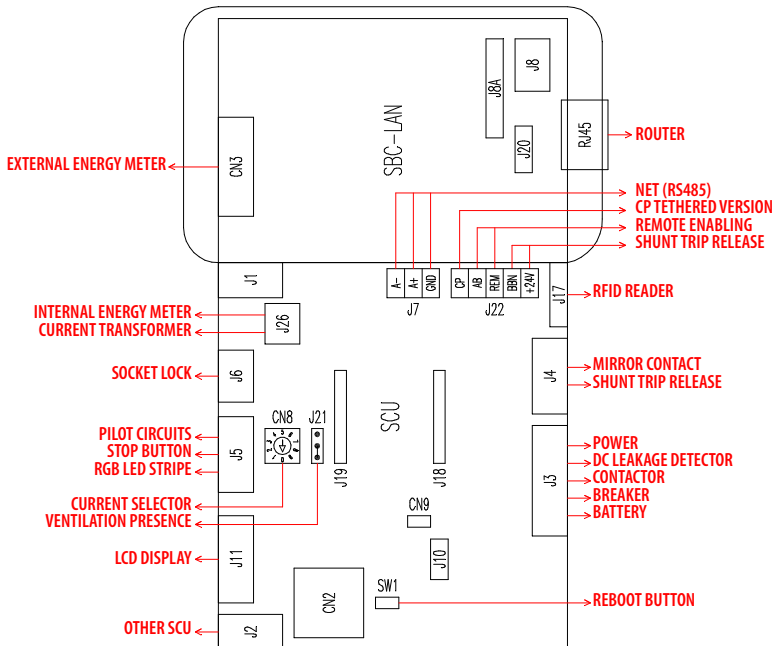 J8
J8A
SBC-LAN
RJ45
ROUTER
CN3
J20
EXTERNAL ENERGY METER
NET (RS485)
CP TETHERED VERSION
REMOTE ENABLING
SHUNT TRIP RELEASE
J1
A-
A+
GND
CP
AB
REM
BBN
+24V
J17
RFID READER
J7
J22
INTERNAL ENERGY METER
CURRENT TRANSFORMER
J26
SOCKET LOCK
J6
J4
MIRROR CONTACT
SHUNT TRIP RELEASE
CN8
J21
SCU
PILOT CIRCUITS
STOP BUTTON
RGB LED STRIPE
J5
J19
J18
J3
POWER
DC LEAKAGE DETECTOR
CONTACTOR
BREAKER
BATTERY
CURRENT SELECTOR
VENTILATION PRESENCE
CN9
LCD DISPLAY
J11
J10
CN2
SW1
REBOOT BUTTON
OTHER SCU
J2